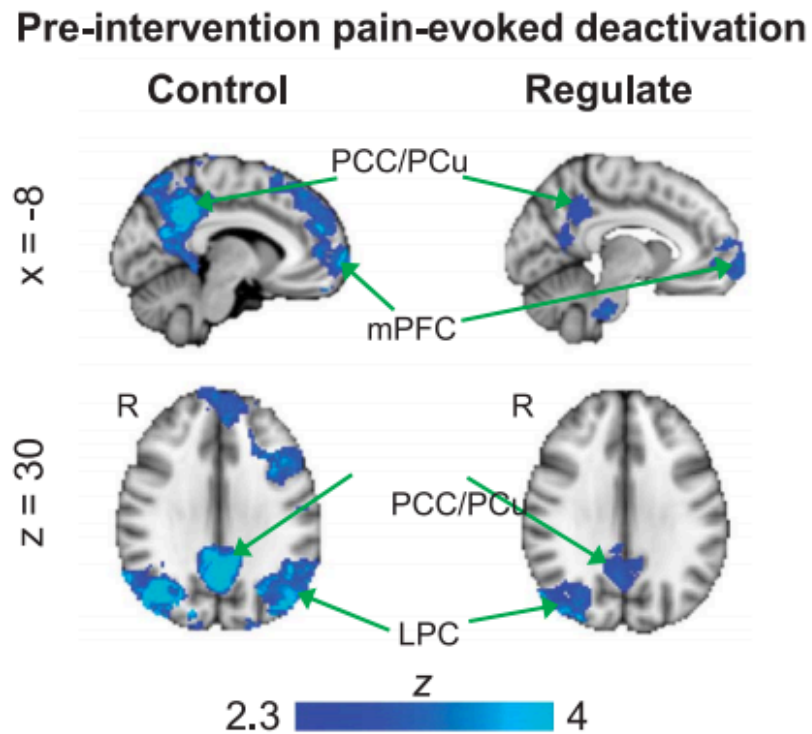 Pre-intervention pain-evoked deactivation
Control Regulate
x = -8
PCC/PCu
mPFC
z = 30
R R
PCC/PCu
LPC
z
2.3 4